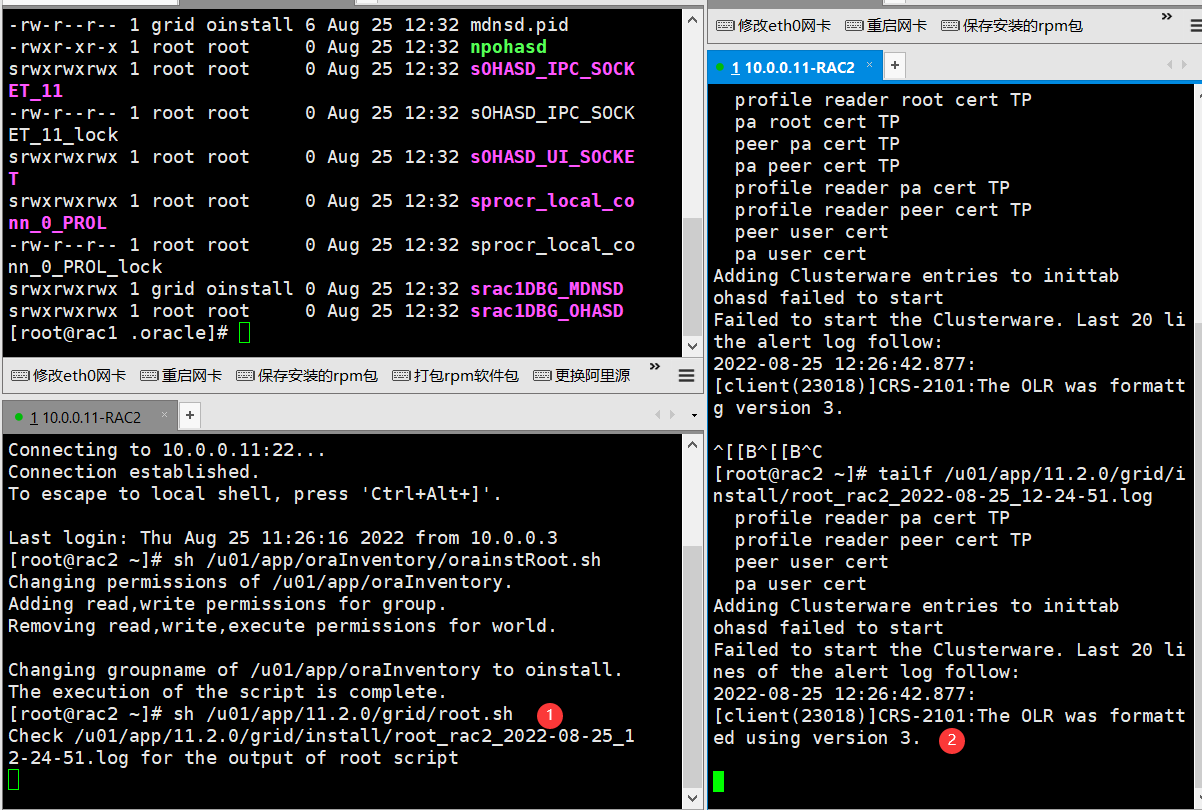 -rw-r--r-- 1 grid oinstall 6 Aug 25 12:32 mdnsd.pid
-rwxr-xr-x 1 root root     0 Aug 25 12:32 npohasd
srwxrwxrwx 1 root root     0 Aug 25 12:32 sOHASD_IPC_SOCK
ET_11
-rw-r--r-- 1 root root     0 Aug 25 12:32 sOHASD_IPC_SOCK
ET_11_lock
srwxrwxrwx 1 root root     0 Aug 25 12:32 sOHASD_UI_SOCKE
T
srwxrwxrwx 1 root root     0 Aug 25 12:32 sprocr_local_co
nn_0_PROL
-rw-r--r-- 1 root root     0 Aug 25 12:32 sprocr_local_co
nn_0_PROL_lock
srwxrwxrwx 1 grid oinstall 0 Aug 25 12:32 srac1DBG_MDNSD
srwxrwxrwx 1 root root     0 Aug 25 12:32 srac1DBG_OHASD
[root@rac1 .oracle]#
修改eth0网卡 重启网卡 保存安装的rpm包 打包rpm软件包 更换阿里源 »
1 10.0.0.11-RAC2 × +
Connecting to 10.0.0.11:22...
Connection established.
To escape to local shell, press 'Ctrl+Alt+]'.
Last login: Thu Aug 25 11:26:16 2022 from 10.0.0.3
[root@rac2 ~]# sh /u01/app/oraInventory/orainstRoot.sh
Changing permissions of /u01/app/oraInventory.
Adding read,write permissions for group.
Removing read,write,execute permissions for world.
Changing groupname of /u01/app/oraInventory to oinstall.
The execution of the script is complete.
[root@rac2 ~]# sh /u01/app/11.2.0/grid/root.sh 1
Check /u01/app/11.2.0/grid/install/root_rac2_2022-08-25_1
2-24-51.log for the output of root script
修改eth0网卡 重启网卡 保存安装的rpm包 »
1 10.0.0.11-RAC2 × +
profile reader root cert TP
pa root cert TP
peer pa cert TP
pa peer cert TP
profile reader pa cert TP
profile reader peer cert TP
peer user cert
pa user cert
Adding Clusterware entries to inittab
ohasd failed to start
Failed to start the Clusterware. Last 20 li
the alert log follow:
2022-08-25 12:26:42.877:
[client(23018)]CRS-2101:The OLR was formatt
g version 3.
^[[B^[[B^C
[root@rac2 ~]# tailf /u01/app/11.2.0/grid/i
nstall/root_rac2_2022-08-25_12-24-51.log
profile reader pa cert TP
profile reader peer cert TP
peer user cert
pa user cert
Adding Clusterware entries to inittab
ohasd failed to start
Failed to start the Clusterware. Last 20 li
nes of the alert log follow:
2022-08-25 12:26:42.877:
[client(23018)]CRS-2101:The OLR was formatt
ed using version 3. 2